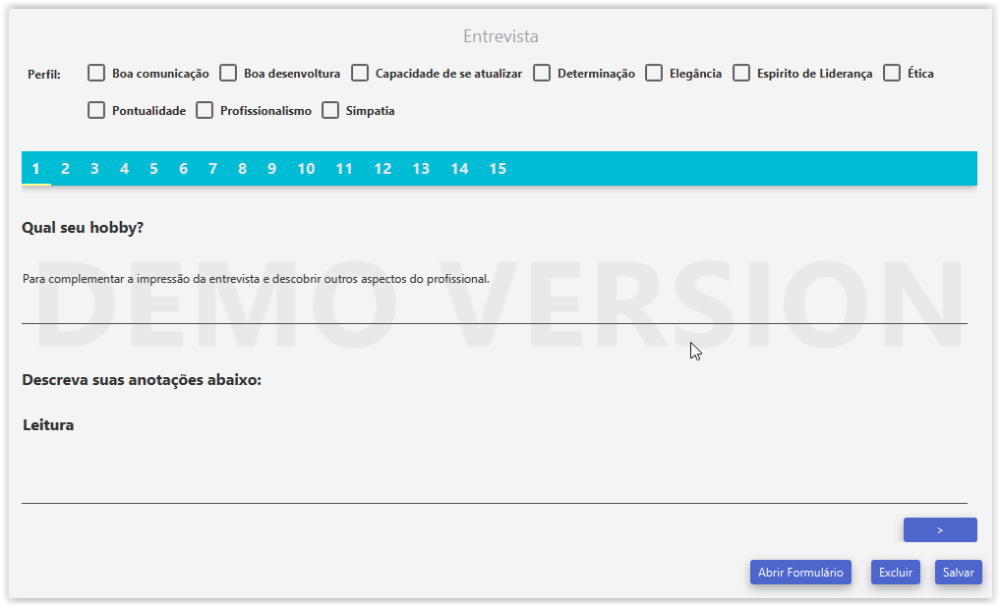 Entrevista
Perfil: Boa comunicação Boa desenvoltura Capacidade de se atualizar Determinação Elegância Espirito de Liderança Ética
Pontualidade Profissionalismo Simpatia
1 2 3 4 5 6 7 8 9 10 11 12 13 14 15
Qual seu hobby?
Para complementar a impressão da entrevista e descobrir outros aspectos do profissional.
DEMO VERSION
Descreva suas anotações abaixo:
Leitura
>
Abrir Formulário Excluir Salvar